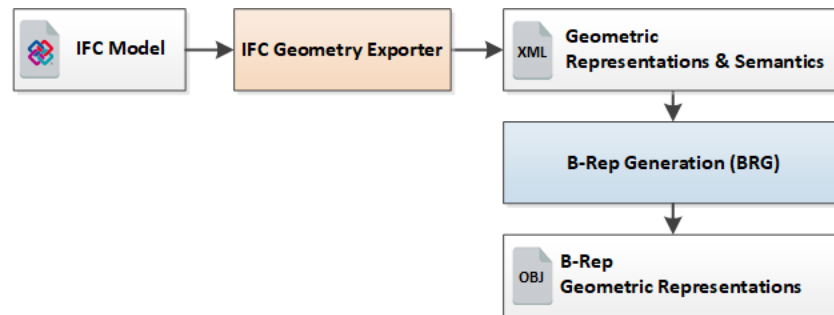 IFC Model
IFC Geometry Exporter
XML
Geometric
Representations & Semantics
B-Rep Generation (BRG)
OBJ
B-Rep
Geometric Representations